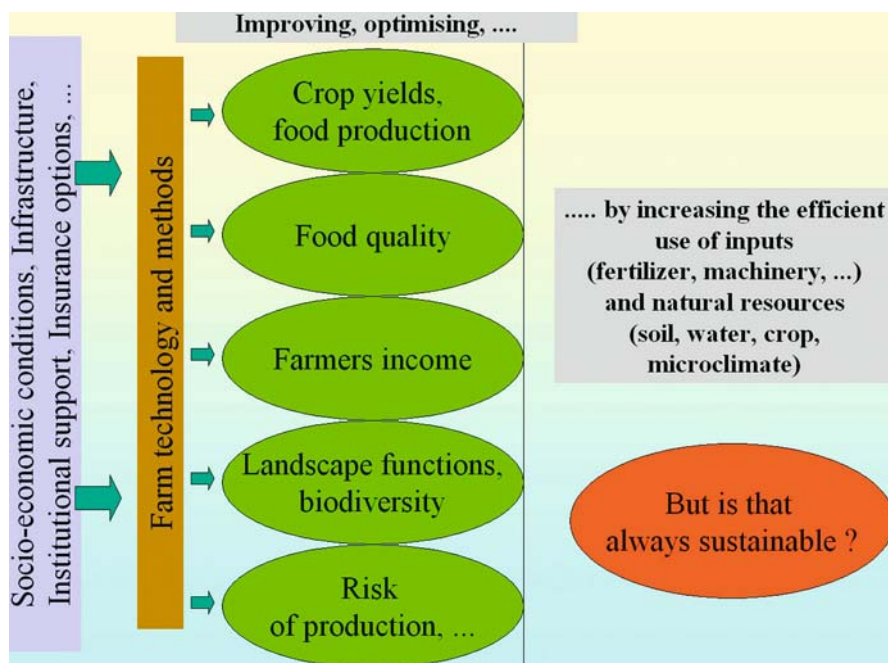 Improving, optimising, ....
Socio-economic conditions, Infrastructure,
Institutional support, Insurance options, ...
Farm technology and methods
Crop yields,
food production
Food quality
Farmers income
Landscape functions,
biodiversity
Risk
of production, ...
..... by increasing the efficient
use of inputs
(fertilizer, machinery, ...)
and natural resources
(soil, water, crop,
microclimate)
But is that
always sustainable ?